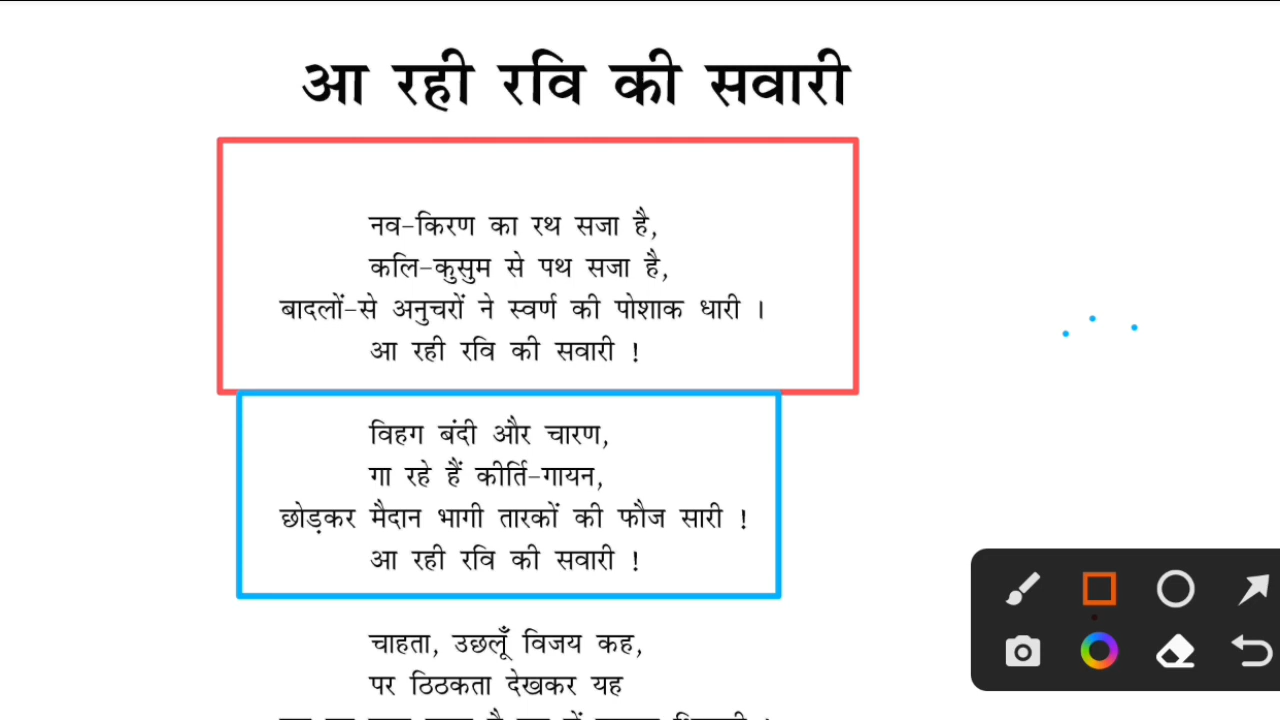 आ रही रवि की सवारी
नव-किरण का रथ सजा है,
कलि-कुसुम से पथ सजा है,
बादलों-से अनुचरों ने स्वर्ण की पोशाक धारी ।
आ रही रवि की सवारी !
विहग बंदी और चारण,
गा रहे हैं कीर्ति-गायन,
छोड़कर मैदान भागी तारकों की फौज सारी !
आ रही रवि की सवारी !
चाहता, उछलूँ विजय कह,
पर ठिठकता देखकर यह